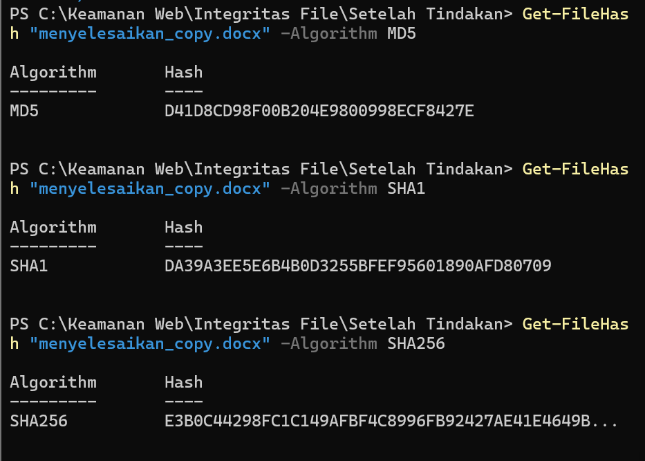 PS C:\Keamanan Web\Integritas File\Setelah Tindakan> Get-FileHas
h "menyelesaikan_copy.docx" -Algorithm MD5
Algorithm Hash
--------- ----
MD5 D41D8CD98F00B204E9800998ECF8427E
PS C:\Keamanan Web\Integritas File\Setelah Tindakan> Get-FileHas
h "menyelesaikan_copy.docx" -Algorithm SHA1
Algorithm Hash
--------- ----
SHA1 DA39A3EE5E6B4B0D3255BFEF95601890AFD80709
PS C:\Keamanan Web\Integritas File\Setelah Tindakan> Get-FileHas
h "menyelesaikan_copy.docx" -Algorithm SHA256
Algorithm Hash
--------- ----
SHA256 E3B0C44298FC1C149AFBF4C8996FB92427AE41E4649B...